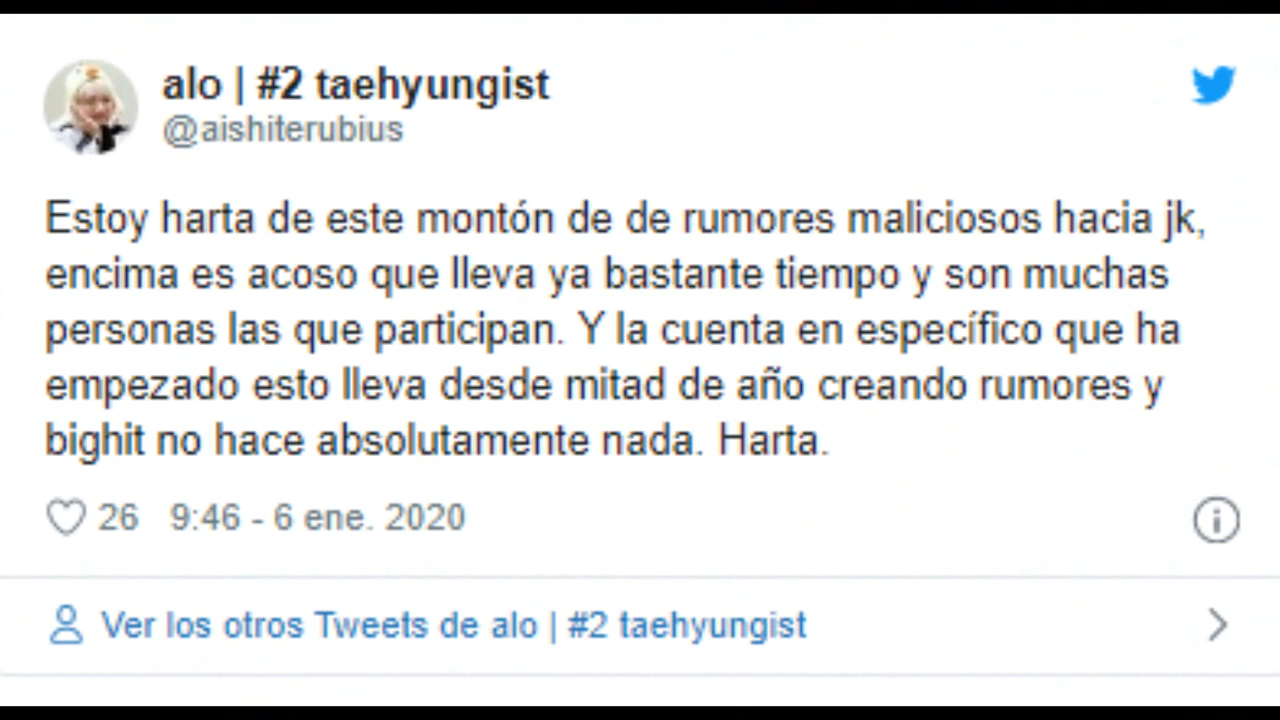 alo | #2 taehyungist
@aishiterubius
Estoy harta de este montón de de rumores maliciosos hacia jk,
encima es acoso que lleva ya bastante tiempo y son muchas
personas las que participan. Y la cuenta en específico que ha
empezado esto lleva desde mitad de año creando rumores y
bighit no hace absolutamente nada. Harta.
26 9:46 - 6 ene. 2020
Ver los otros Tweets de alo | #2 taehyungist